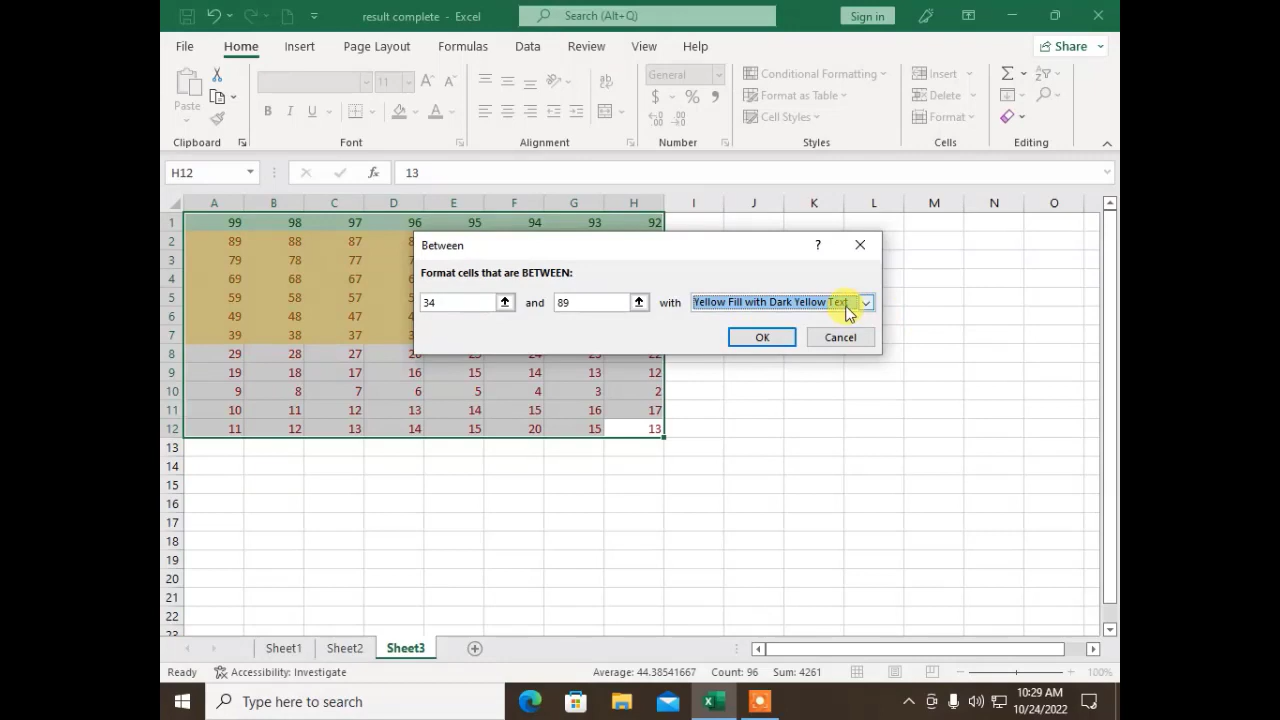 result complete - Excel
Search (Alt+Q)
Sign in
File Home Insert Page Layout Formulas Data Review View Help
Share
Paste
11
General
Conditional Formatting
Format as Table
Cell Styles
Insert
Delete
Format
Clipboard Font Alignment Number Styles Cells Editing
H12 fx 13
A B C D E F G H I J K L M N O
1 99 98 97 96 95 94 93 92
2 89 88 87
3 79 78 77
4 69 68 67
5 59 58 57
6 49 48 47
7 39 38 37
8 29 28 27
9 19 18 17 16 15 14 13 12
10 9 8 7 6 5 4 3 2
11 10 11 12 13 14 15 16 17
12 11 12 13 14 15 20 15 13
13
14
15
16
17
18
19
20
21
22
23
Between ?
Format cells that are BETWEEN:
34 and 89 with Yellow Fill with Dark Yellow Text
OK Cancel
Sheet1 Sheet2 Sheet3
Ready Accessibility: Investigate Average: 44.38541667 Count: 96 Sum: 4261 100%
Type here to search
10:29 AM
10/24/2022